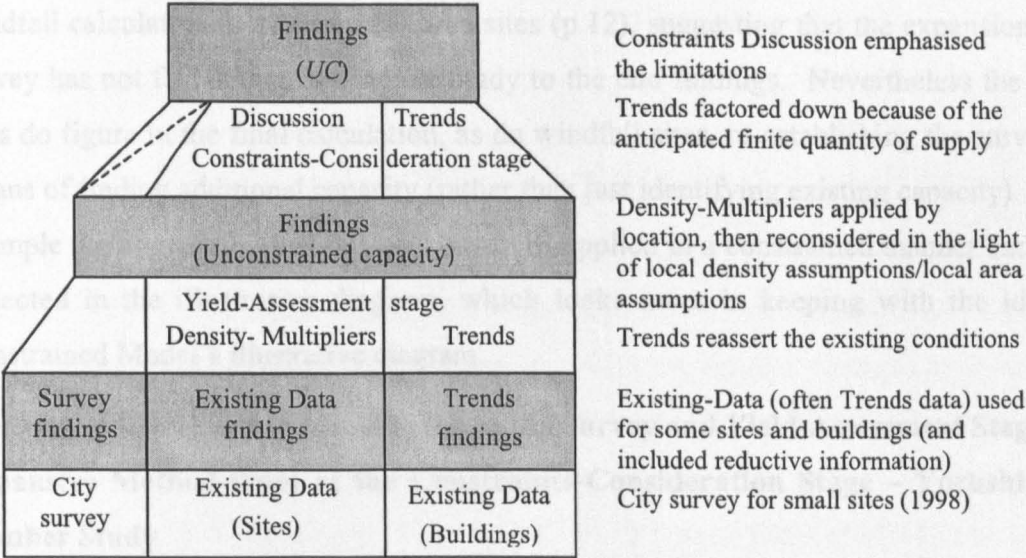 Findings
(UC)
Discussion
Trends
Constraints-Consideration stage
Findings
(Unconstrained capacity)
Yield-Assessment Stage
Density- Multipliers
Trends
Survey
findings
Existing Data
findings
Trends
findings
City
survey
Existing Data
(Sites)
Existing Data
(Buildings)
Constraints Discussion emphasised
the limitations
Trends factored down because of the
anticipated finite quantity of supply
Density-Multipliers applied by
location, then reconsidered in the light
of local density assumptions/local area
assumptions
Trends reassert the existing conditions
Existing-Data (often Trends data) used
for some sites and buildings (and
included reductive information)
City survey for small sites (1998)